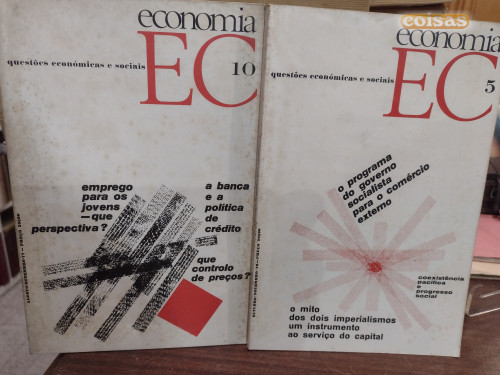 economia
EC 10
questões económicas e sociais
emprego
para os
jovens
—que
perspectiva?
a banca
e a
política
de
crédito
que
controlo
de preços?
coisas
economia
EC 5
questões económicas e sociais
o programa
do governo
socialista
para o comércio
externo
coexistência
pacífica
e
progresso
social
o mito
dos dois imperialismos
um instrumento
ao serviço do capital